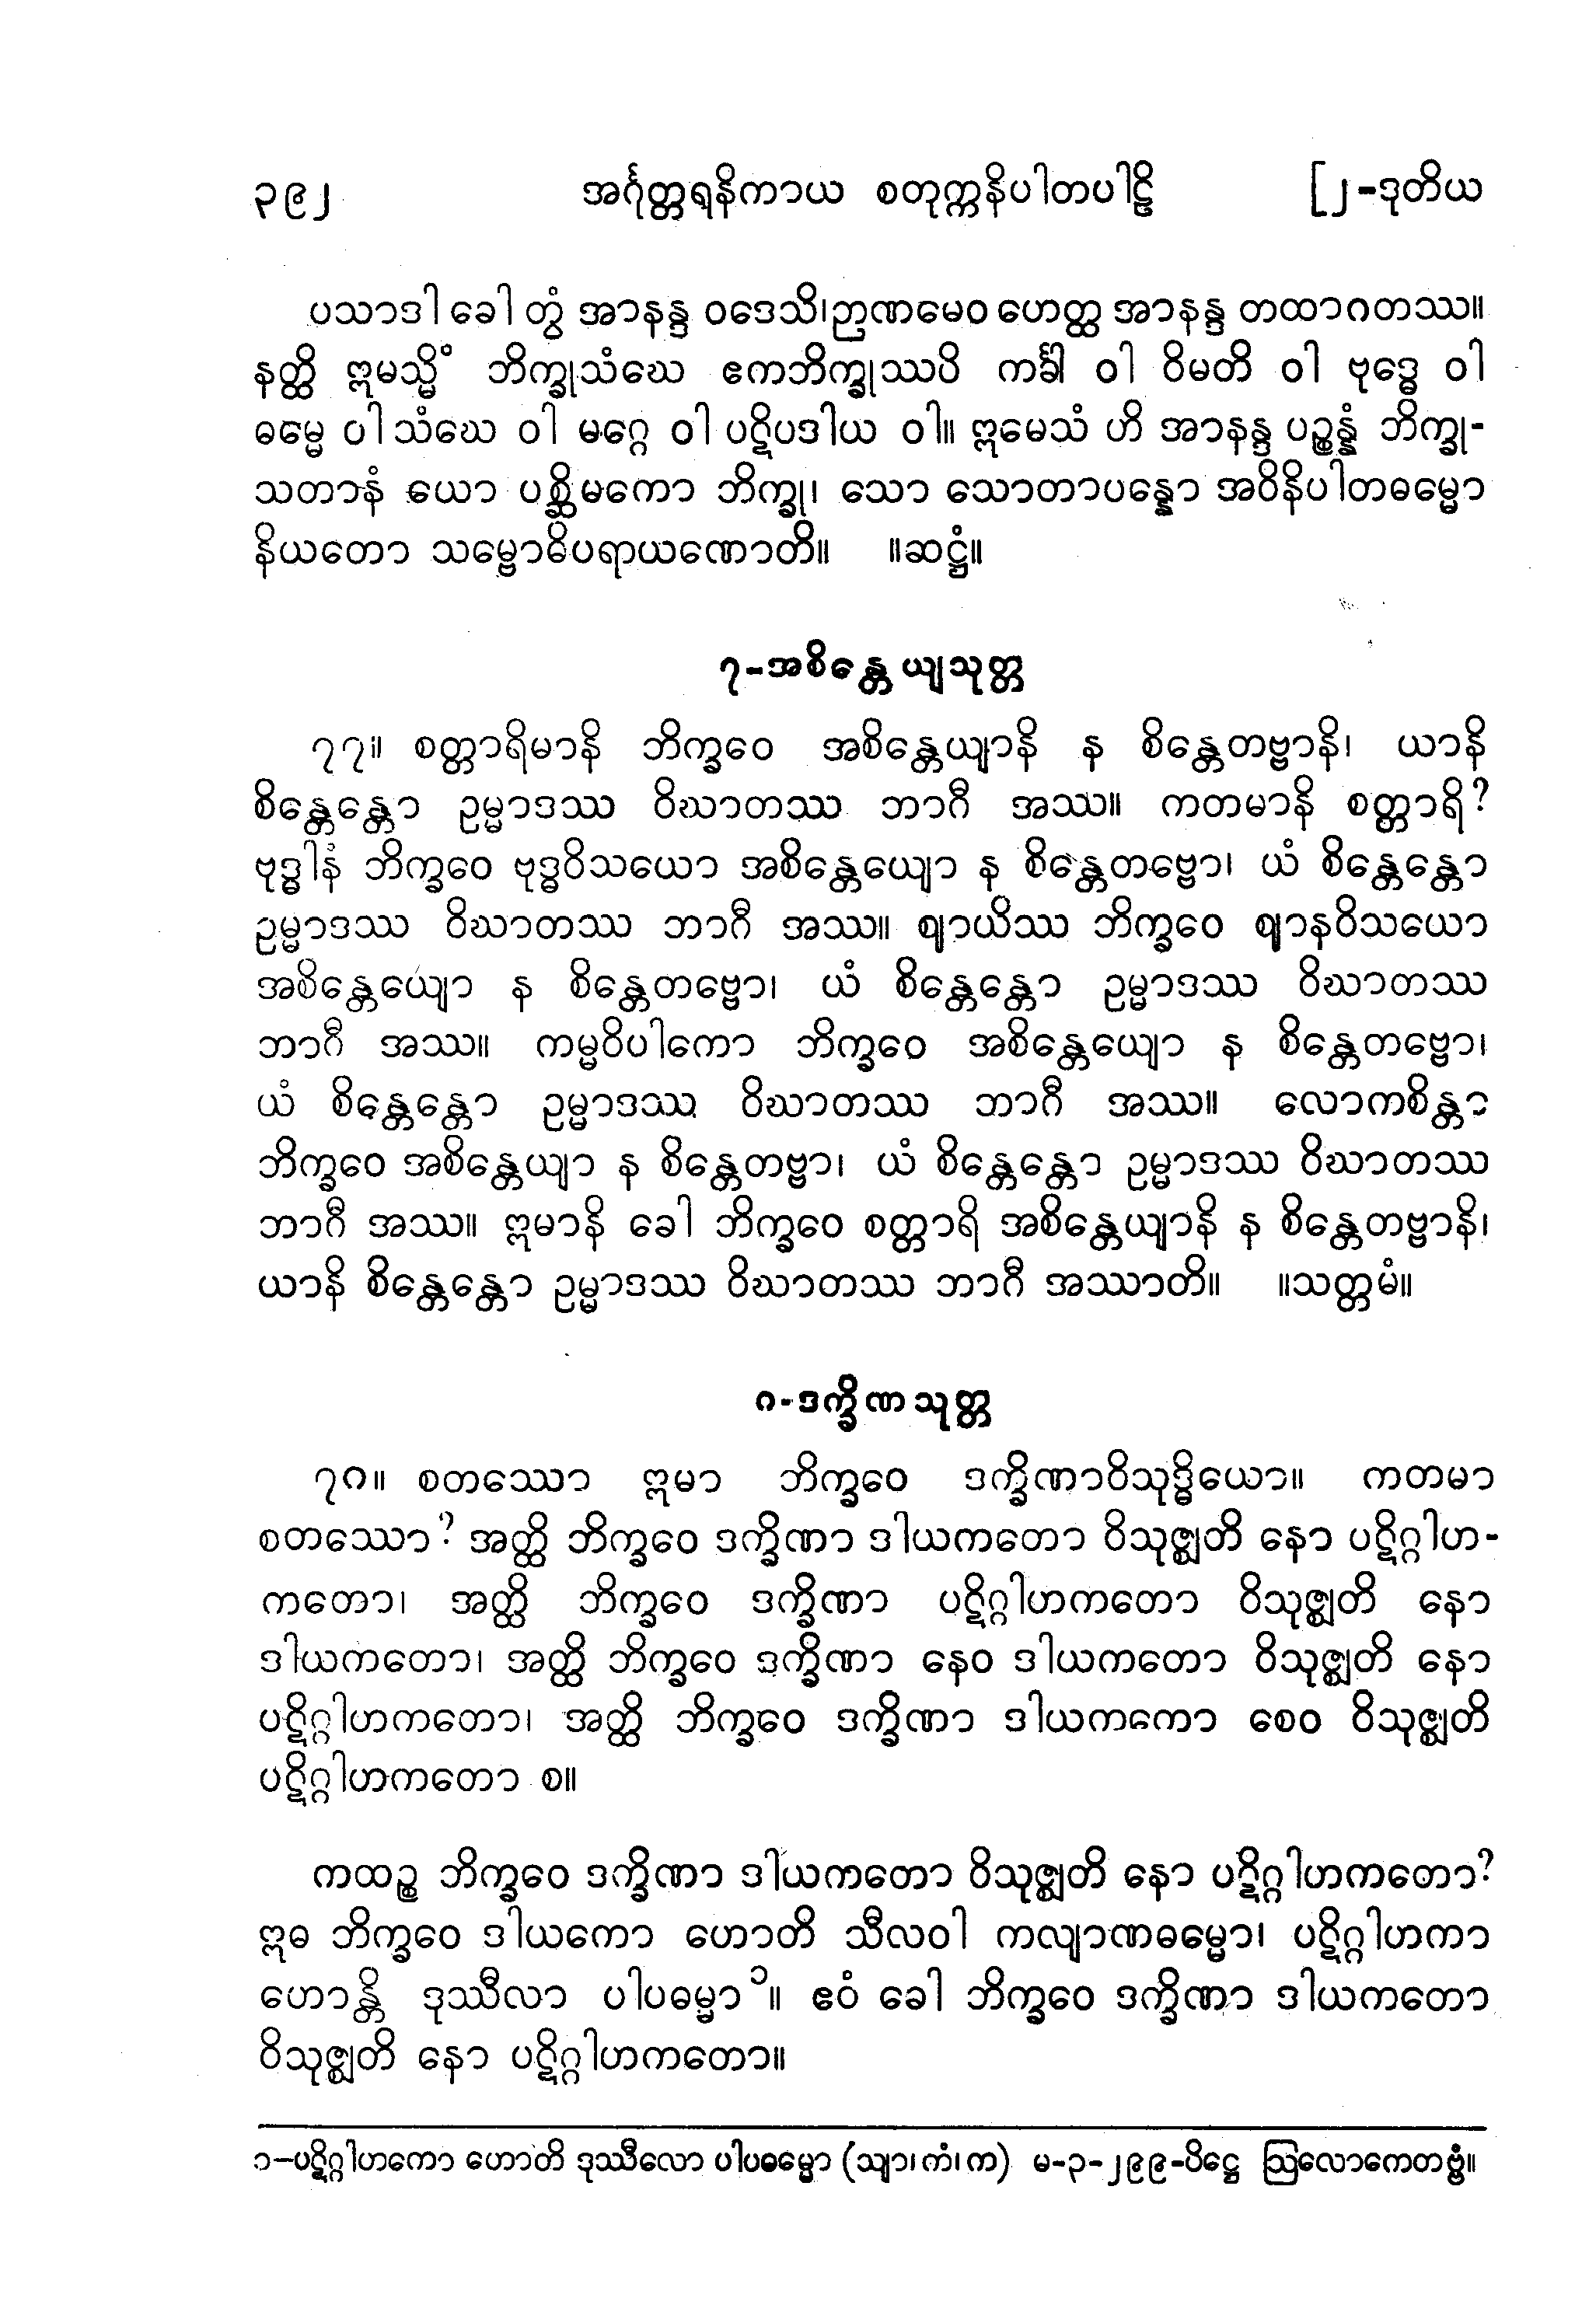 ၃၉၂ အင်္ဂုတ္တရနိကာယ စတုက္ကနိပါတပါဠိ [၂-ဒုတိယ
ပသာဒါ ခေါ တွံ အာနန္ဒ ဝဒေသိ၊ ဉာဏမေဝ ဟေတ္ထ အာနန္ဒ တထာဂတဿ။
နတ္ထိ ဣမသ္မိံ ဘိက္ခုသံဃေ ဧကဘိက္ခုဿပိ ကင်္ခါ ဝါ ဝိမတိ ဝါ ဗုဒ္ဓေ ဝါ
ဓမ္မေ ဝါ သံဃေ ဝါ မဂ္ဂေ ဝါ ပဋိပဒါယ ဝါ။ ဣမေသံ ဟိ အာနန္ဒ ပဉ္စန္နံ ဘိက္ခု-
သတာနံ ယော ပစ္ဆိမကော ဘိက္ခု၊ သော သောတာပန္နော အဝိနိပါတဓမ္မော
နိယတော သမ္ဗောဓိပရာယဏောတိ။ ။ဆဋ္ဌံ။
၇-အစိန္တေယျသုတ္တ
၇၇။ စတ္တာရိမာနိ ဘိက္ခဝေ အစိန္တေယျာနိ န စိန္တေတဗ္ဗာနိ၊ ယာနိ
စိန္တေန္တော ဥမ္မာဒဿ ဝိဃာတဿ ဘာဂီ အဿ။ ကတမာနိ စတ္တာရိ?
ဗုဒ္ဓါနံ ဘိက္ခဝေ ဗုဒ္ဓဝိသယော အစိန္တေယျော န စိန္တေတဗ္ဗော၊ ယံ စိန္တေန္တော
ဥမ္မာဒဿ ဝိဃာတဿ ဘာဂီ အဿ။ ဈာယိဿ ဘိက္ခဝေ ဈာနဝိသယော
အစိန္တေယျော န စိန္တေတဗ္ဗော၊ ယံ စိန္တေန္တော ဥမ္မာဒဿ ဝိဃာတဿ
ဘာဂီ အဿ။ ကမ္မဝိပါကော ဘိက္ခဝေ အစိန္တေယျော န စိန္တေတဗ္ဗော၊
ယံ စိန္တေန္တော ဥမ္မာဒဿ ဝိဃာတဿ ဘာဂီ အဿ။ လောကစိန္တာ
ဘိက္ခဝေ အစိန္တေယျာ န စိန္တေတဗ္ဗာ၊ ယံ စိန္တေန္တော ဥမ္မာဒဿ ဝိဃာတဿ
ဘာဂီ အဿ။ ဣမာနိ ခေါ ဘိက္ခဝေ စတ္တာရိ အစိန္တေယျာနိ န စိန္တေတဗ္ဗာနိ၊
ယာနိ စိန္တေန္တော ဥမ္မာဒဿ ဝိဃာတဿ ဘာဂီ အဿာတိ။ ။သတ္တမံ။
၈-ဒက္ခိဏသုတ္တ
၇၈။ စတဿော ဣမာ ဘိက္ခဝေ ဒက္ခိဏာဝိသုဒ္ဓိယော။ ကတမာ
စတဿော? အတ္ထိ ဘိက္ခဝေ ဒက္ခိဏာ ဒါယကတော ဝိသုဇ္ဈတိ နော ပဋိဂ္ဂါဟ-
ကတော၊ အတ္ထိ ဘိက္ခဝေ ဒက္ခိဏာ ပဋိဂ္ဂါဟကတော ဝိသုဇ္ဈတိ နော
ဒါယကတော၊ အတ္ထိ ဘိက္ခဝေ ဒက္ခိဏာ နေဝ ဒါယကတော ဝိသုဇ္ဈတိ နော
ပဋိဂ္ဂါဟကတော၊ အတ္ထိ ဘိက္ခဝေ ဒက္ခိဏာ ဒါယကကော စေဝ ဝိသုဇ္ဈတိ
ပဋိဂ္ဂါဟကတော စ။
ကထဉ္စ ဘိက္ခဝေ ဒက္ခိဏာ ဒါယကတော ဝိသုဇ္ဈတိ နော ပဋိဂ္ဂါဟကတော?
ဣဓ ဘိက္ခဝေ ဒါယကော ဟောတိ သီလဝါ ကလျာဏဓမ္မော၊ ပဋိဂ္ဂါဟကာ
ဟောန္တိ ဒုဿီလာ ပါပဓမ္မာ၁။ ဧဝံ ခေါ ဘိက္ခဝေ ဒက္ခိဏာ ဒါယကတော
ဝိသုဇ္ဈတိ နော ပဋိဂ္ဂါဟကတော။
၁-ပဋိဂ္ဂါဟကော ဟောတိ ဒုဿီလော ပါပဓမ္မော (သျာ၊ ကံ၊ က) မ-၃-၂၉၉-ပိဋ္ဌေ ဩလောကေတဗ္ဗံ။